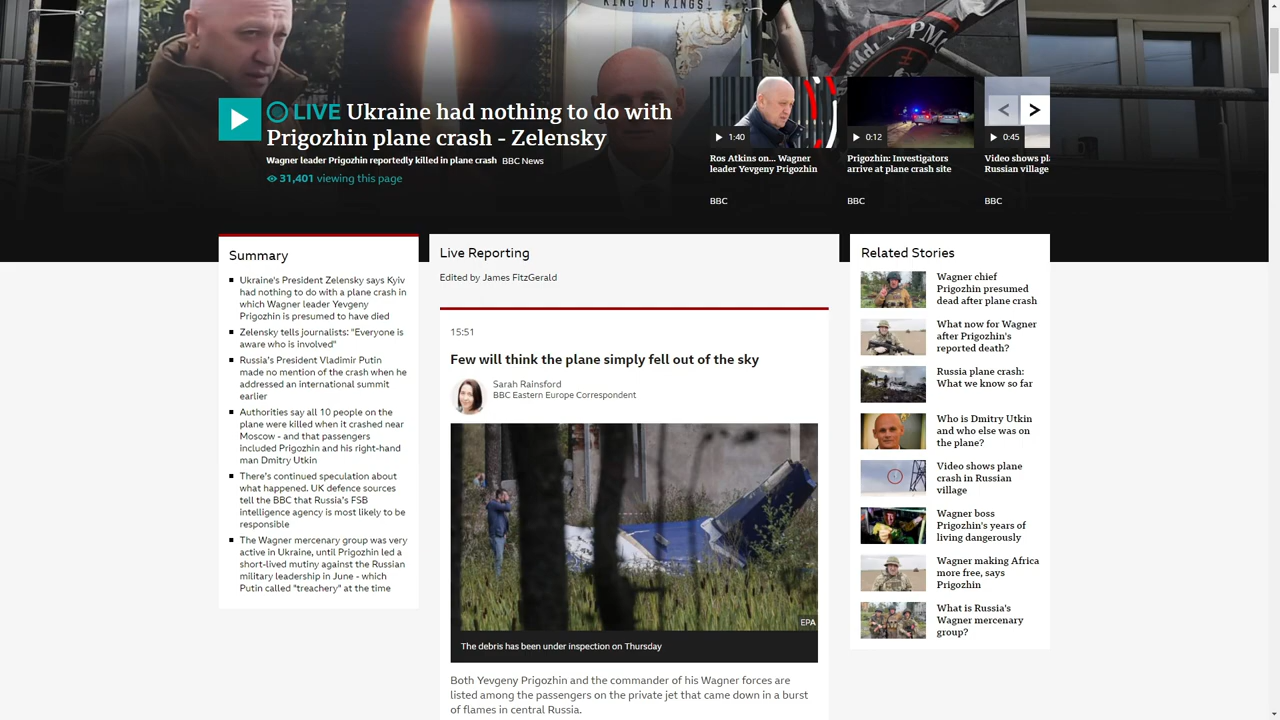 KING OF KINGS.
PM
LIVE Ukraine had nothing to do with
Prigozhin plane crash - Zelensky
Wagner leader Prigozhin reportedly killed in plane crash BBC News
31,401 viewing this page
1:40
Ros Atkins on... Wagner
leader Yevgeny Prigozhin
BBC
0:12
Prigozhin: Investigators
arrive at plane crash site
BBC
0:45
Video shows
Russian village
BBC
Summary
Ukraine's President Zelensky says Kyiv
had nothing to do with a plane crash in
which Wagner leader Yevgeny
Prigozhin is presumed to have died
Zelensky tells journalists: "Everyone is
aware who is involved"
Russia's President Vladimir Putin
made no mention of the crash when he
addressed an international summit
earlier
Authorities say all 10 people on the
plane were killed when it crashed near
Moscow - and that passengers
included Prigozhin and his right-hand
man Dmitry Utkin
There's continued speculation about
what happened. UK defence sources
tell the BBC that Russia's FSB
intelligence agency is most likely to be
responsible
The Wagner mercenary group was very
active in Ukraine, until Prigozhin led a
short-lived mutiny against the Russian
military leadership in June - which
Putin called "treachery" at the time
Live Reporting
Edited by James FitzGerald
15:51
Few will think the plane simply fell out of the sky
Sarah Rainsford
BBC Eastern Europe Correspondent
EPA
The debris has been under inspection on Thursday
Both Yevgeny Prigozhin and the commander of his Wagner forces are
listed among the passengers on the private jet that came down in a burst
of flames in central Russia.
Related Stories
Wagner chief
Prigozhin presumed
dead after plane crash
What now for Wagner
after Prigozhin's
reported death?
Russia plane crash:
What we know so far
Who is Dmitry Utkin
and who else was on
the plane?
Video shows plane
crash in Russian
village
Wagner boss
Prigozhin's years of
living dangerously
Wagner making Africa
more free, says
Prigozhin
What is Russia's
Wagner mercenary
group?